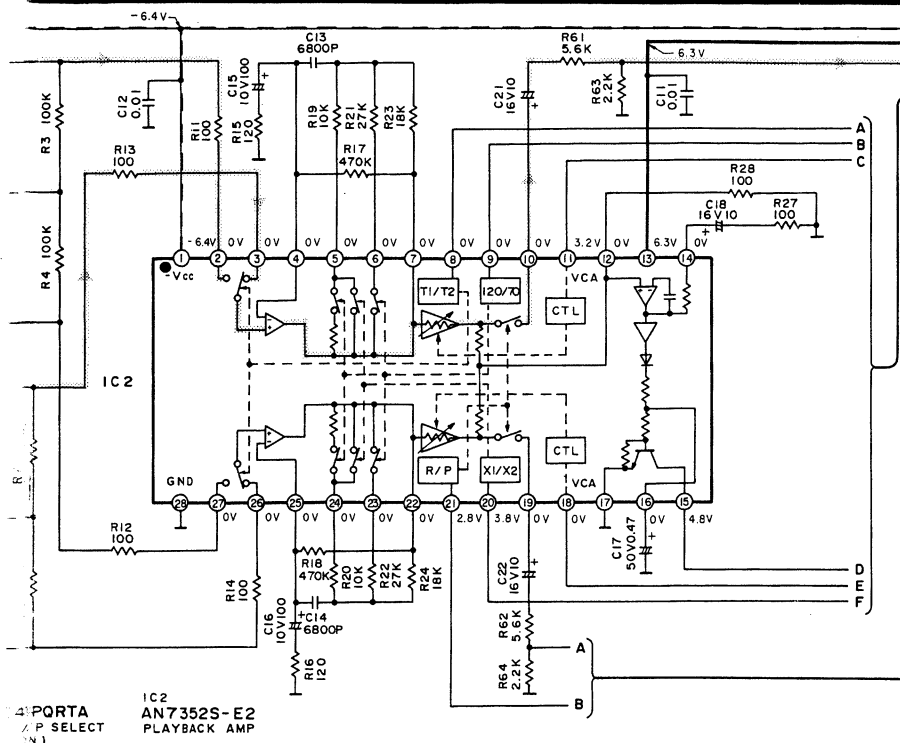 -6.4V
6.3V
C13
6800P
R61
5.6K
R3
100K
C12
0.01
R11
100
C15
10V100
R15
120
R19
10K
R21
27K
R23
18K
R17
470K
C21
16V10
R63
2.2K
C11
0.01
A
B
C
R13
100
R28
100
C18
16V10
R27
100
R4
100K
-6.4V 0V 0V 0V 0V 0V 0V 0V 0V 3.2V 0V 6.3V 0V
1 2 3 4 5 6 7 8 9 10 11 12 13 14
-Vcc
T1/T2
120/70
VCA
CTL
IC2
R/P
X1/X2
CTL
VCA
GND
28 27 26 25 24 23 22 21 20 19 18 17 16 15
0V 0V 0V 0V 0V 0V 2.8V 3.8V 0V 0V 0V 4.8V
R12
100
R14
100
R18
470K
R20
10K
R22
27K
R24
18K
C22
16V10
C17
50V0.47
D
E
F
C16
10V100
C14
6800P
R16
120
R62
5.6K
R64
2.2K
A
B
IC2
AN7352S-E2
PLAYBACK AMP
4 PORTA
P SELECT